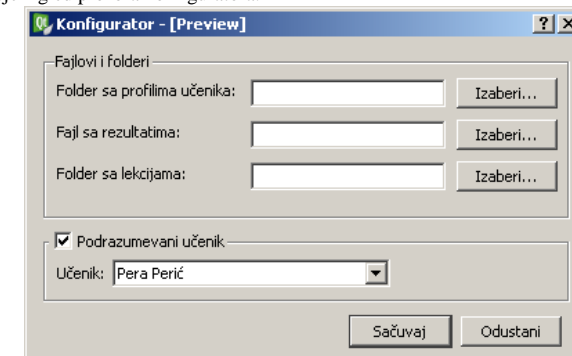 Konfigurator - [Preview]
Fajlovi i folderi
Folder sa profilima učenika:
Izaberi...
Fajl sa rezultatima:
Izaberi...
Folder sa lekcijama:
Izaberi...
Podrazumevani učenik
Učenik: Pera Perić
Sačuvaj
Odustani